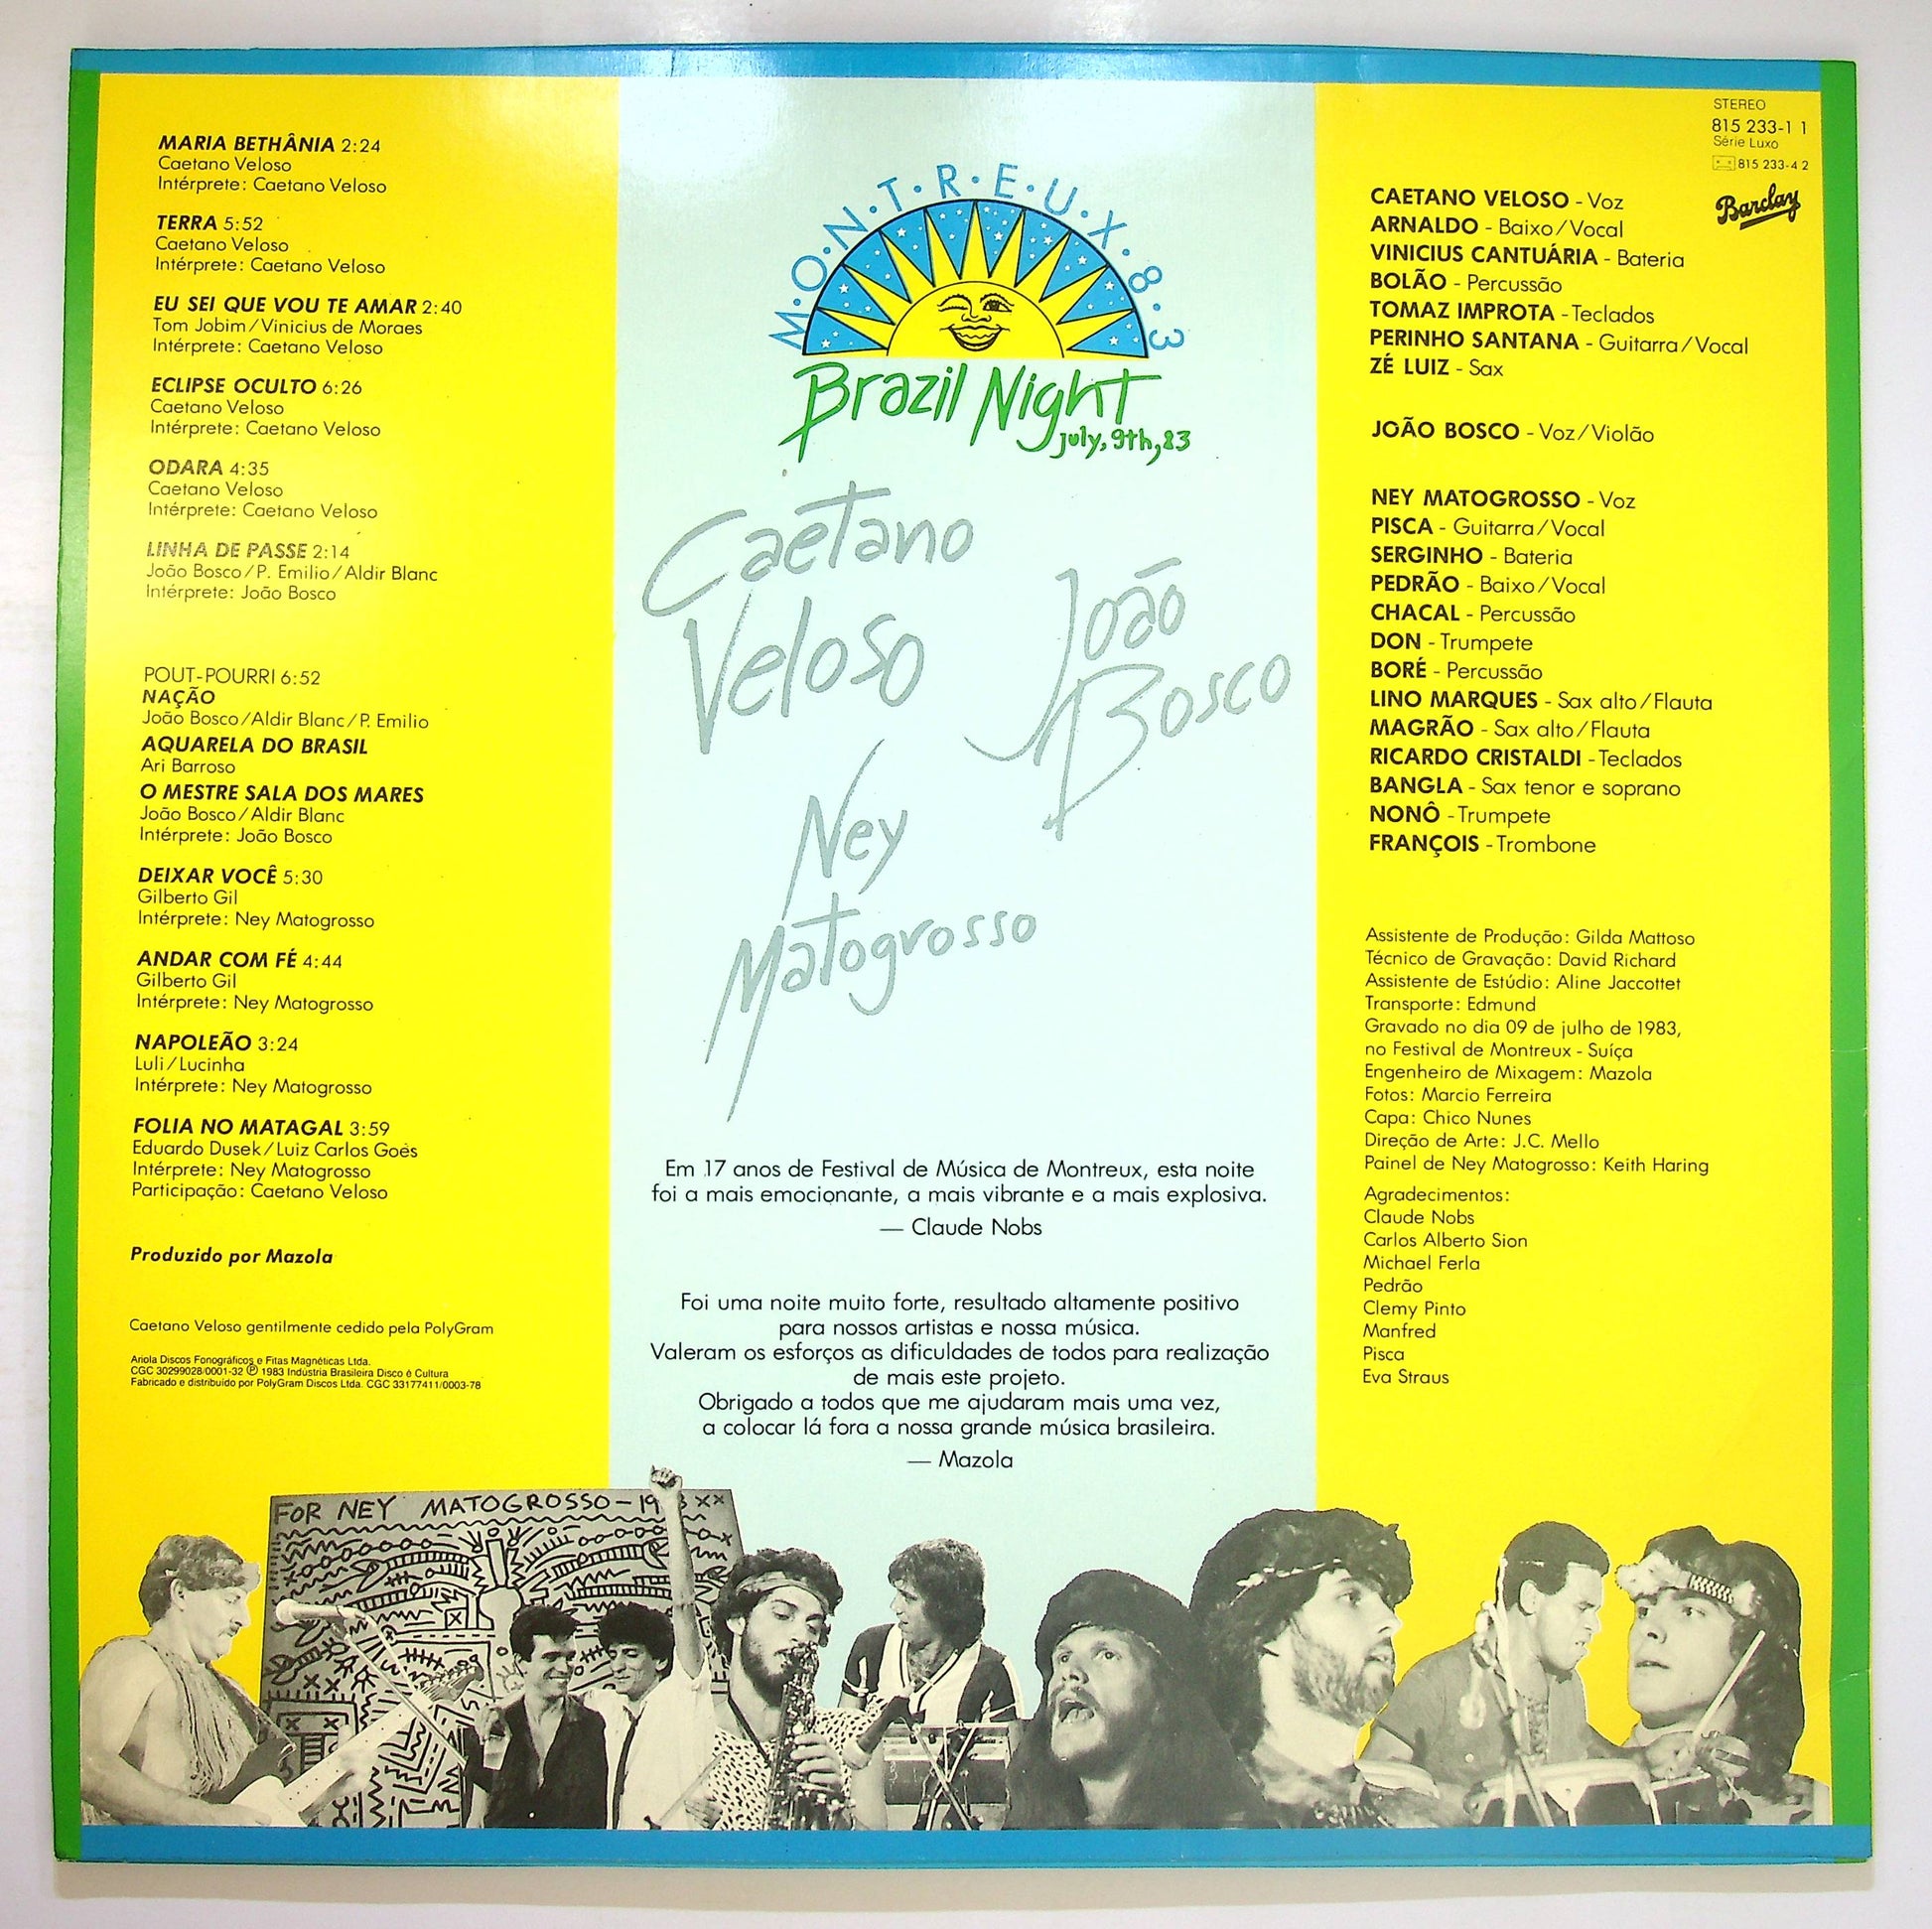 MARIA BETHÂNIA 2:24
Caetano Veloso
Intérprete: Caetano Veloso
TERRA 5:52
Caetano Veloso
Intérprete: Caetano Veloso
EU SEI QUE VOU TE AMAR 2:40
Tom Jobim/Vinicius de Moraes
Intérprete: Caetano Veloso
ECLIPSE OCULTO 6:26
Caetano Veloso
Intérprete: Caetano Veloso
ODARA 4:35
Caetano Veloso
Intérprete: Caetano Veloso
LINHA DE PASSE 2:14
João Bosco/P. Emilio/Aldir Blanc
Intérprete: João Bosco
POUT-POURRI 6:52
NAÇÃO
João Bosco/Aldir Blanc/P. Emilio
AQUARELA DO BRASIL
Ari Barroso
O MESTRE SALA DOS MARES
João Bosco/Aldir Blanc
Intérprete: João Bosco
DEIXAR VOCÊ 5:30
Gilberto Gil
Intérprete: Ney Matogrosso
ANDAR COM FÉ 4:44
Gilberto Gil
Intérprete: Ney Matogrosso
NAPOLEÃO 3:24
Luli/Lucinha
Intérprete: Ney Matogrosso
FOLIA NO MATAGAL 3:59
Eduardo Dusek/Luiz Carlos Goès
Intérprete: Ney Matogrosso
Participação: Caetano Veloso
Produzido por Mazola
Caetano Veloso gentilmente cedido pela PolyGram
Ariola Discos Fonográficos e Fitas Magnéticas Ltda.
CGC 30299028/0001-32 Ⓟ 1983 Indústria Brasileira Disco é Cultura
Fabricado e distribuído por PolyGram Discos Ltda. CGC 33177411/0003-78
M·O·N·T·R·E·U·X·8·3
Brazil Night
july, 9th, 83
Caetano
Veloso
João
Bosco
Ney
Matogrosso
Em 17 anos de Festival de Música de Montreux, esta noite
foi a mais emocionante, a mais vibrante e a mais explosiva.
— Claude Nobs
Foi uma noite muito forte, resultado altamente positivo
para nossos artistas e nossa música.
Valeram os esforços as dificuldades de todos para realização
de mais este projeto.
Obrigado a todos que me ajudaram mais uma vez,
a colocar lá fora a nossa grande música brasileira.
— Mazola
STEREO
815 233-1 1
Série Luxo
815 233-4 2
Barclay
CAETANO VELOSO - Voz
ARNALDO - Baixo/Vocal
VINICIUS CANTUÁRIA - Bateria
BOLÃO - Percussão
TOMAZ IMPROTA - Teclados
PERINHO SANTANA - Guitarra/Vocal
ZÉ LUIZ - Sax
JOÃO BOSCO - Voz/Violão
NEY MATOGROSSO - Voz
PISCA - Guitarra/Vocal
SERGINHO - Bateria
PEDRÃO - Baixo/Vocal
CHACAL - Percussão
DON - Trumpete
BORÉ - Percussão
LINO MARQUES - Sax alto/Flauta
MAGRÃO - Sax alto/Flauta
RICARDO CRISTALDI - Teclados
BANGLA - Sax tenor e soprano
NONÔ - Trumpete
FRANÇOIS - Trombone
Assistente de Produção: Gilda Mattoso
Técnico de Gravação: David Richard
Assistente de Estúdio: Aline Jaccottet
Transporte: Edmund
Gravado no dia 09 de julho de 1983,
no Festival de Montreux - Suíça
Engenheiro de Mixagem: Mazola
Fotos: Marcio Ferreira
Capa: Chico Nunes
Direção de Arte: J.C. Mello
Painel de Ney Matogrosso: Keith Haring
Agradecimentos:
Claude Nobs
Carlos Alberto Sion
Michael Ferla
Pedrão
Clemy Pinto
Manfred
Pisca
Eva Straus
FOR NEY MATOGROSSO-19 3 xx